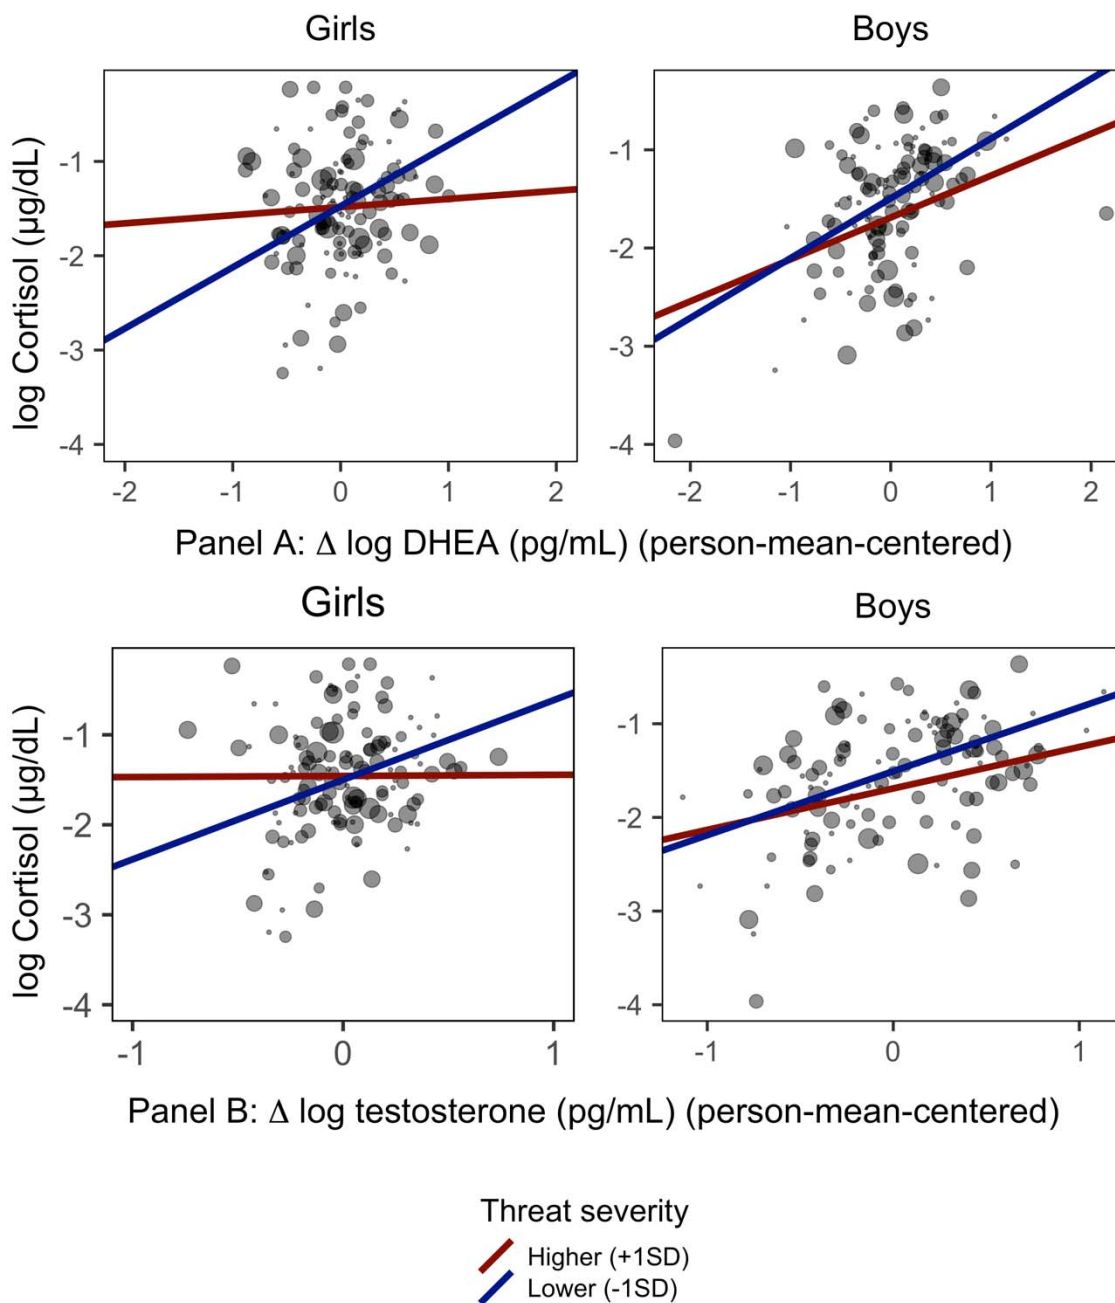 Girls Boys
log Cortisol (µg/dL)
-1
-2
-3
-4
-1
-2
-3
-4
-2 -1 0 1 2
-2 -1 0 1 2
Panel A: Δ log DHEA (pg/mL) (person-mean-centered)
Girls Boys
log Cortisol (µg/dL)
-1
-2
-3
-4
-1
-2
-3
-4
-1 0 1
-1 0 1
Panel B: Δ log testosterone (pg/mL) (person-mean-centered)
Threat severity
Higher (+1SD)
Lower (-1SD)